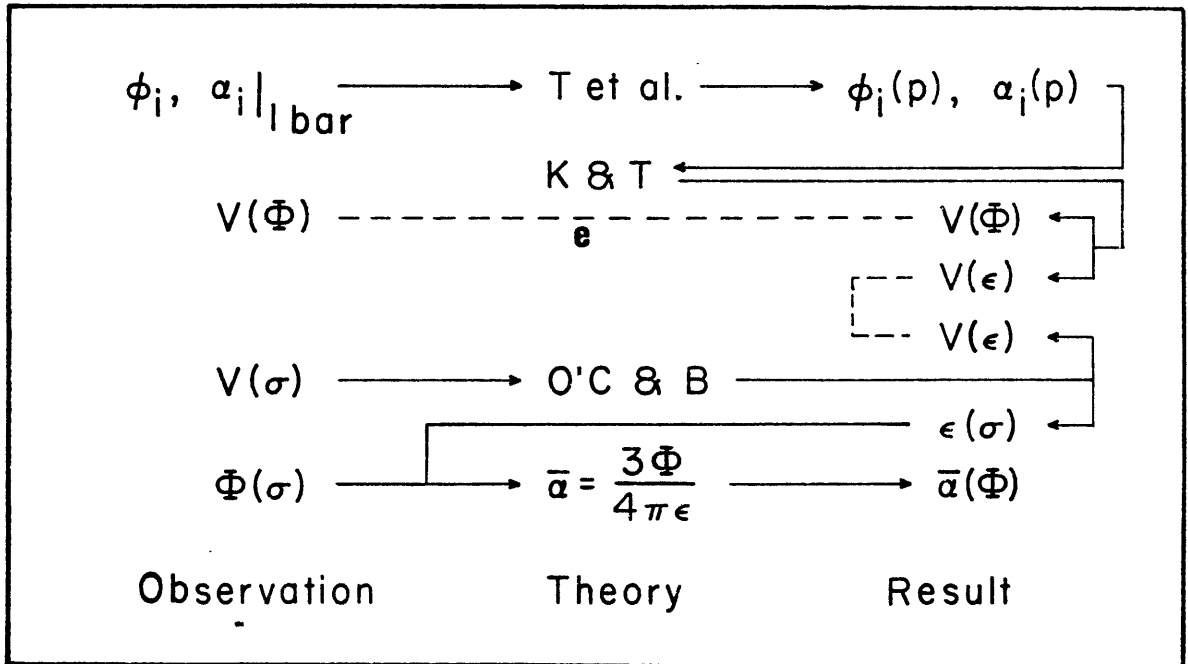 ϕi, αi|1 bar T et al. ϕi(p), αi(p)
K & T
V(Φ) e V(Φ)
V(ϵ)
V(ϵ)
V(σ) O'C & B
ϵ(σ)
Φ(σ) ᾱ = 3Φ / 4πϵ ᾱ(Φ)
Observation Theory Result